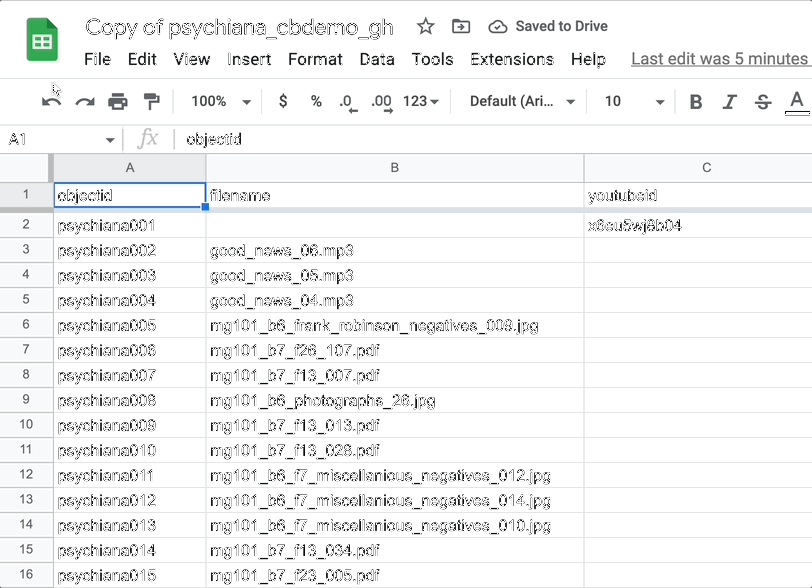 Copy of psychiana_cbdemo_gh Saved to Drive
File Edit View Insert Format Data Tools Extensions Help Last edit was 5 minutes
100% $ % .0 .00 123 Default (Ari... 10 B I S A
A1 fx objectid
A B C
1 objectid filename youtubeid
2 psychiana001 x6su5wj8b04
3 psychiana002 good_news_06.mp3
4 psychiana003 good_news_05.mp3
5 psychiana004 good_news_04.mp3
6 psychiana005 mg101_b6_frank_robinson_negatives_009.jpg
7 psychiana006 mg101_b7_f26_107.pdf
8 psychiana007 mg101_b7_f13_007.pdf
9 psychiana008 mg101_b6_photographs_26.jpg
10 psychiana009 mg101_b7_f13_013.pdf
11 psychiana010 mg101_b7_f13_028.pdf
12 psychiana011 mg101_b6_f7_miscellanious_negatives_012.jpg
13 psychiana012 mg101_b6_f7_miscellanious_negatives_014.jpg
14 psychiana013 mg101_b6_f7_miscellanious_negatives_010.jpg
15 psychiana014 mg101_b7_f13_034.pdf
16 psychiana015 mg101_b7_f23_005.pdf